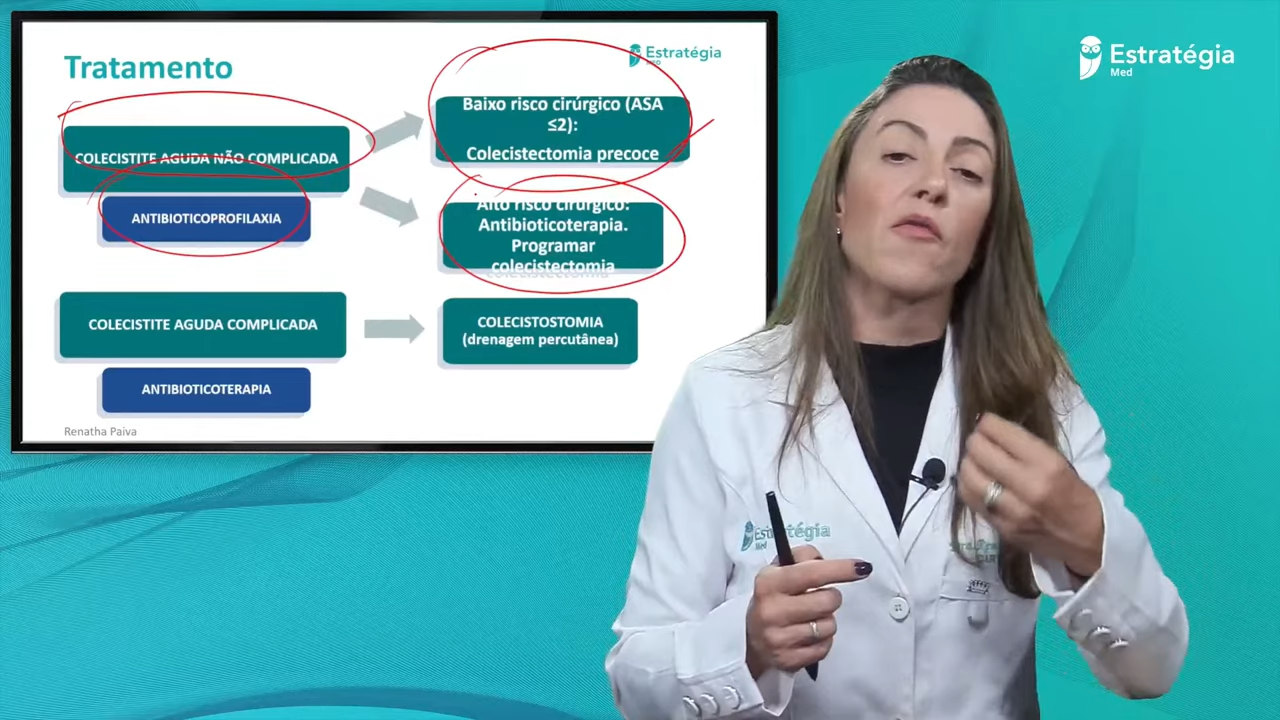 Tratamento
Estratégia
MED
COLECISTITE AGUDA NÃO COMPLICADA
ANTIBIOTICOPROFILAXIA
Baixo risco cirúrgico (ASA
≤2):
Colecistectomia precoce
Alto risco cirúrgico:
Antibioticoterapia.
Programar
colecistectomia
COLECISTITE AGUDA COMPLICADA
ANTIBIOTICOTERAPIA
COLECISTOSTOMIA
(drenagem percutânea)
Renatha Paiva
Estratégia
Med
Estratégia
Med